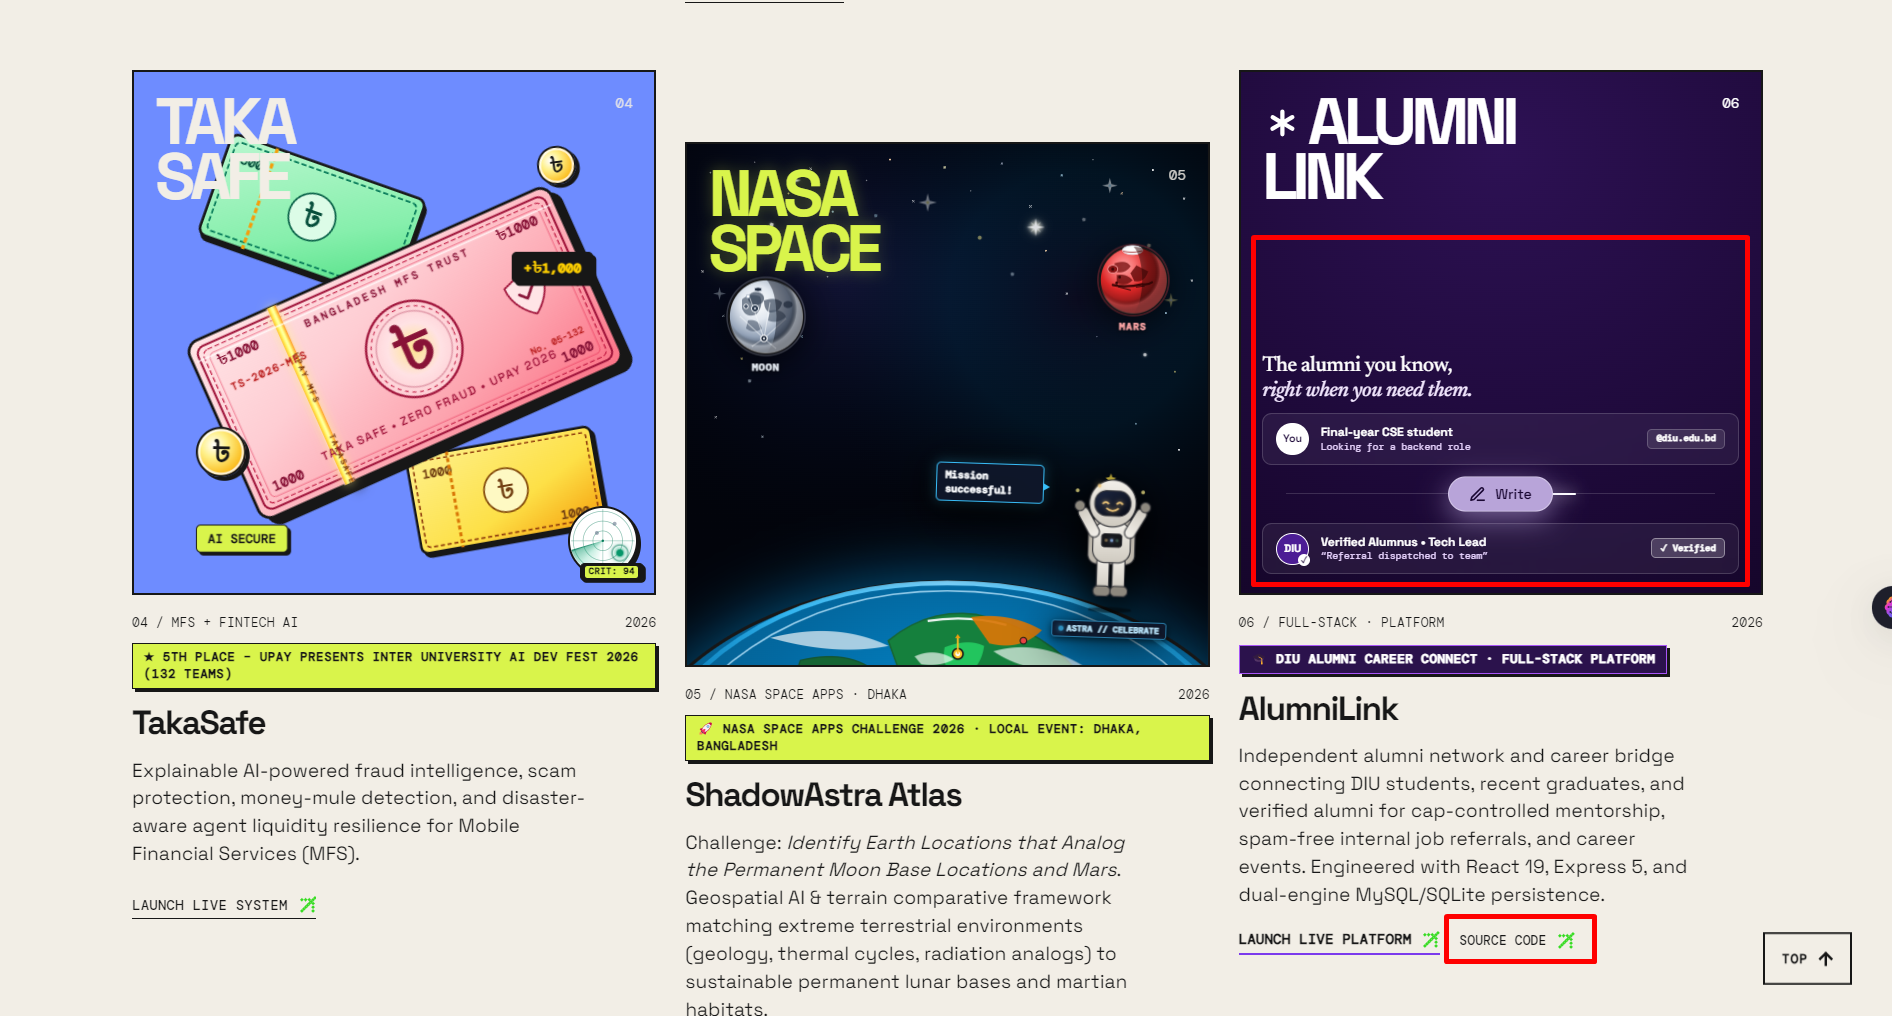 TAKA
SAFE
04
৳1000
BANGLADESH MFS TRUST
৳1000
+৳1,000
TS-2026-MFS
No. 05-132
1000
TAKA SAFE • ZERO FRAUD • UPAY 2026
1000
1000
1000
AI SECURE
CRIT: 94
04 / MFS + FINTECH AI
2026
★ 5TH PLACE - UPAY PRESENTS INTER UNIVERSITY AI DEV FEST 2026
(132 TEAMS)
TakaSafe
Explainable AI-powered fraud intelligence, scam
protection, money-mule detection, and disaster-
aware agent liquidity resilience for Mobile
Financial Services (MFS).
LAUNCH LIVE SYSTEM
NASA
SPACE
05
MOON
MARS
Mission
successful!
ASTRA // CELEBRATE
05 / NASA SPACE APPS · DHAKA
2026
🚀 NASA SPACE APPS CHALLENGE 2026 · LOCAL EVENT: DHAKA,
BANGLADESH
ShadowAstra Atlas
Challenge: Identify Earth Locations that Analog
the Permanent Moon Base Locations and Mars.
Geospatial AI & terrain comparative framework
matching extreme terrestrial environments
(geology, thermal cycles, radiation analogs) to
sustainable permanent lunar bases and martian
habitats.
* ALUMNI
LINK
06
The alumni you know,
right when you need them.
You
Final-year CSE student
Looking for a backend role
@diu.edu.bd
Write
DIU
Verified Alumnus • Tech Lead
"Referral dispatched to team"
✓ Verified
06 / FULL-STACK · PLATFORM
2026
DIU ALUMNI CAREER CONNECT · FULL-STACK PLATFORM
AlumniLink
Independent alumni network and career bridge
connecting DIU students, recent graduates, and
verified alumni for cap-controlled mentorship,
spam-free internal job referrals, and career
events. Engineered with React 19, Express 5, and
dual-engine MySQL/SQLite persistence.
LAUNCH LIVE PLATFORM
SOURCE CODE
TOP ↑